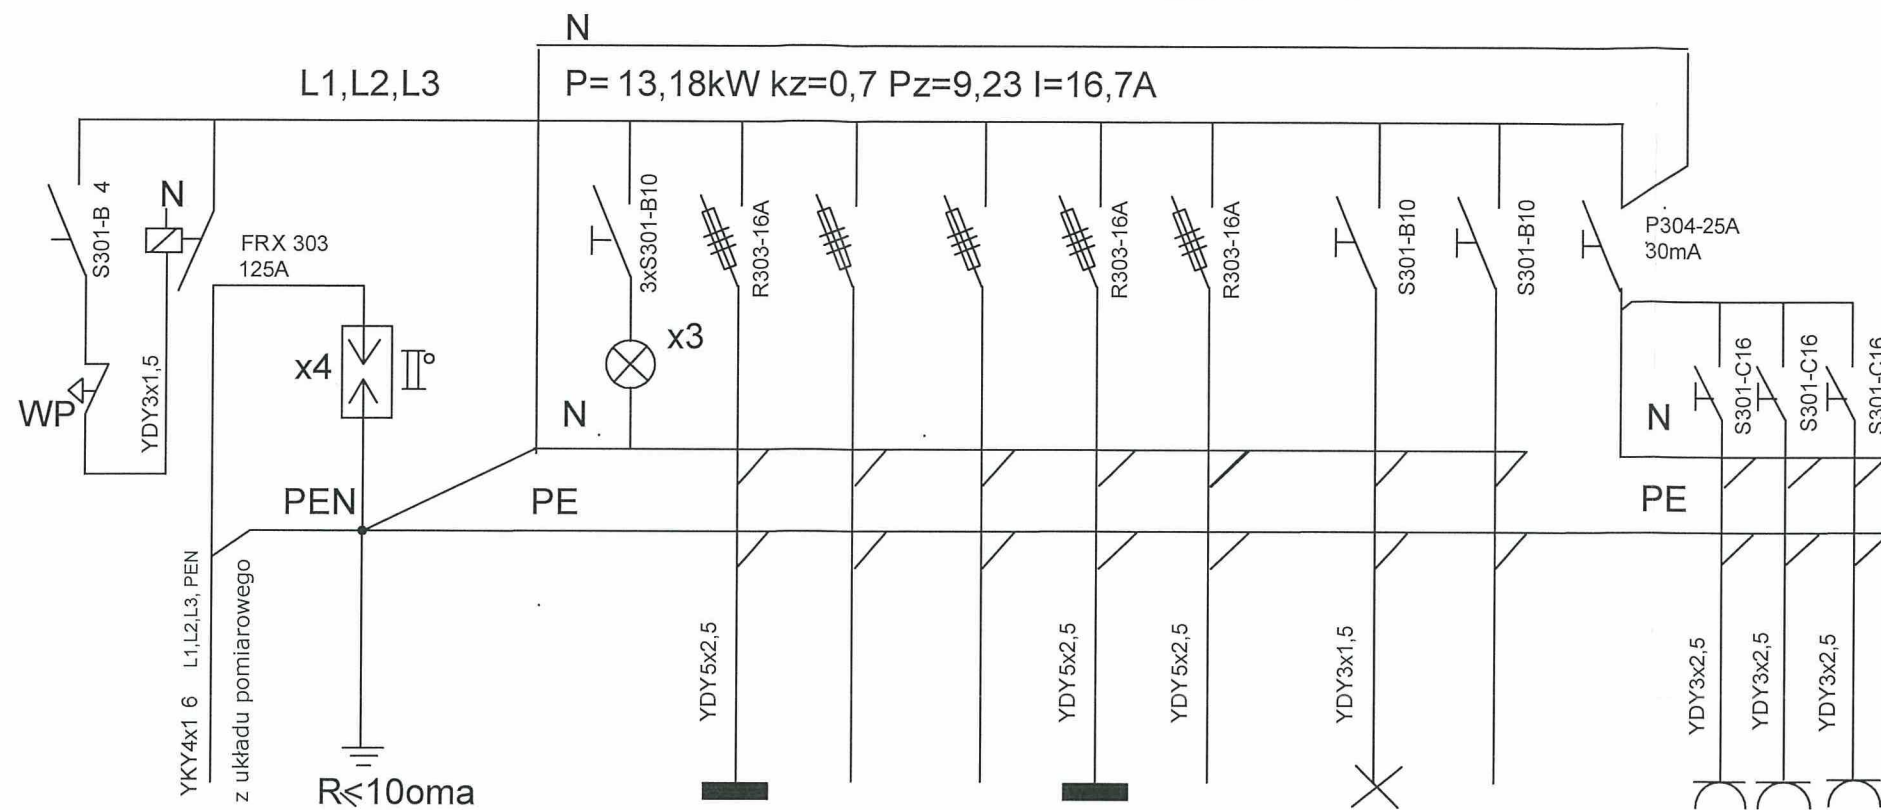 N
L1,L2,L3
P= 13,18kW kz=0,7 Pz=9,23 I=16,7A
S301-B 4
N
FRX 303
125A
3xS301-B10
R303-16A
R303-16A
R303-16A
S301-B10
S301-B10
P304-25A
30mA
x3
x4
II°
WP
YDY3x1,5
N
N
S301-C16
S301-C16
S301-C16
PEN
PE
PE
YKY4x1 6 L1,L2,L3, PEN
z układu pomiarowego
YDY5x2,5
YDY5x2,5
YDY5x2,5
YDY3x1,5
YDY3x2,5
YDY3x2,5
YDY3x2,5
R≤10oma